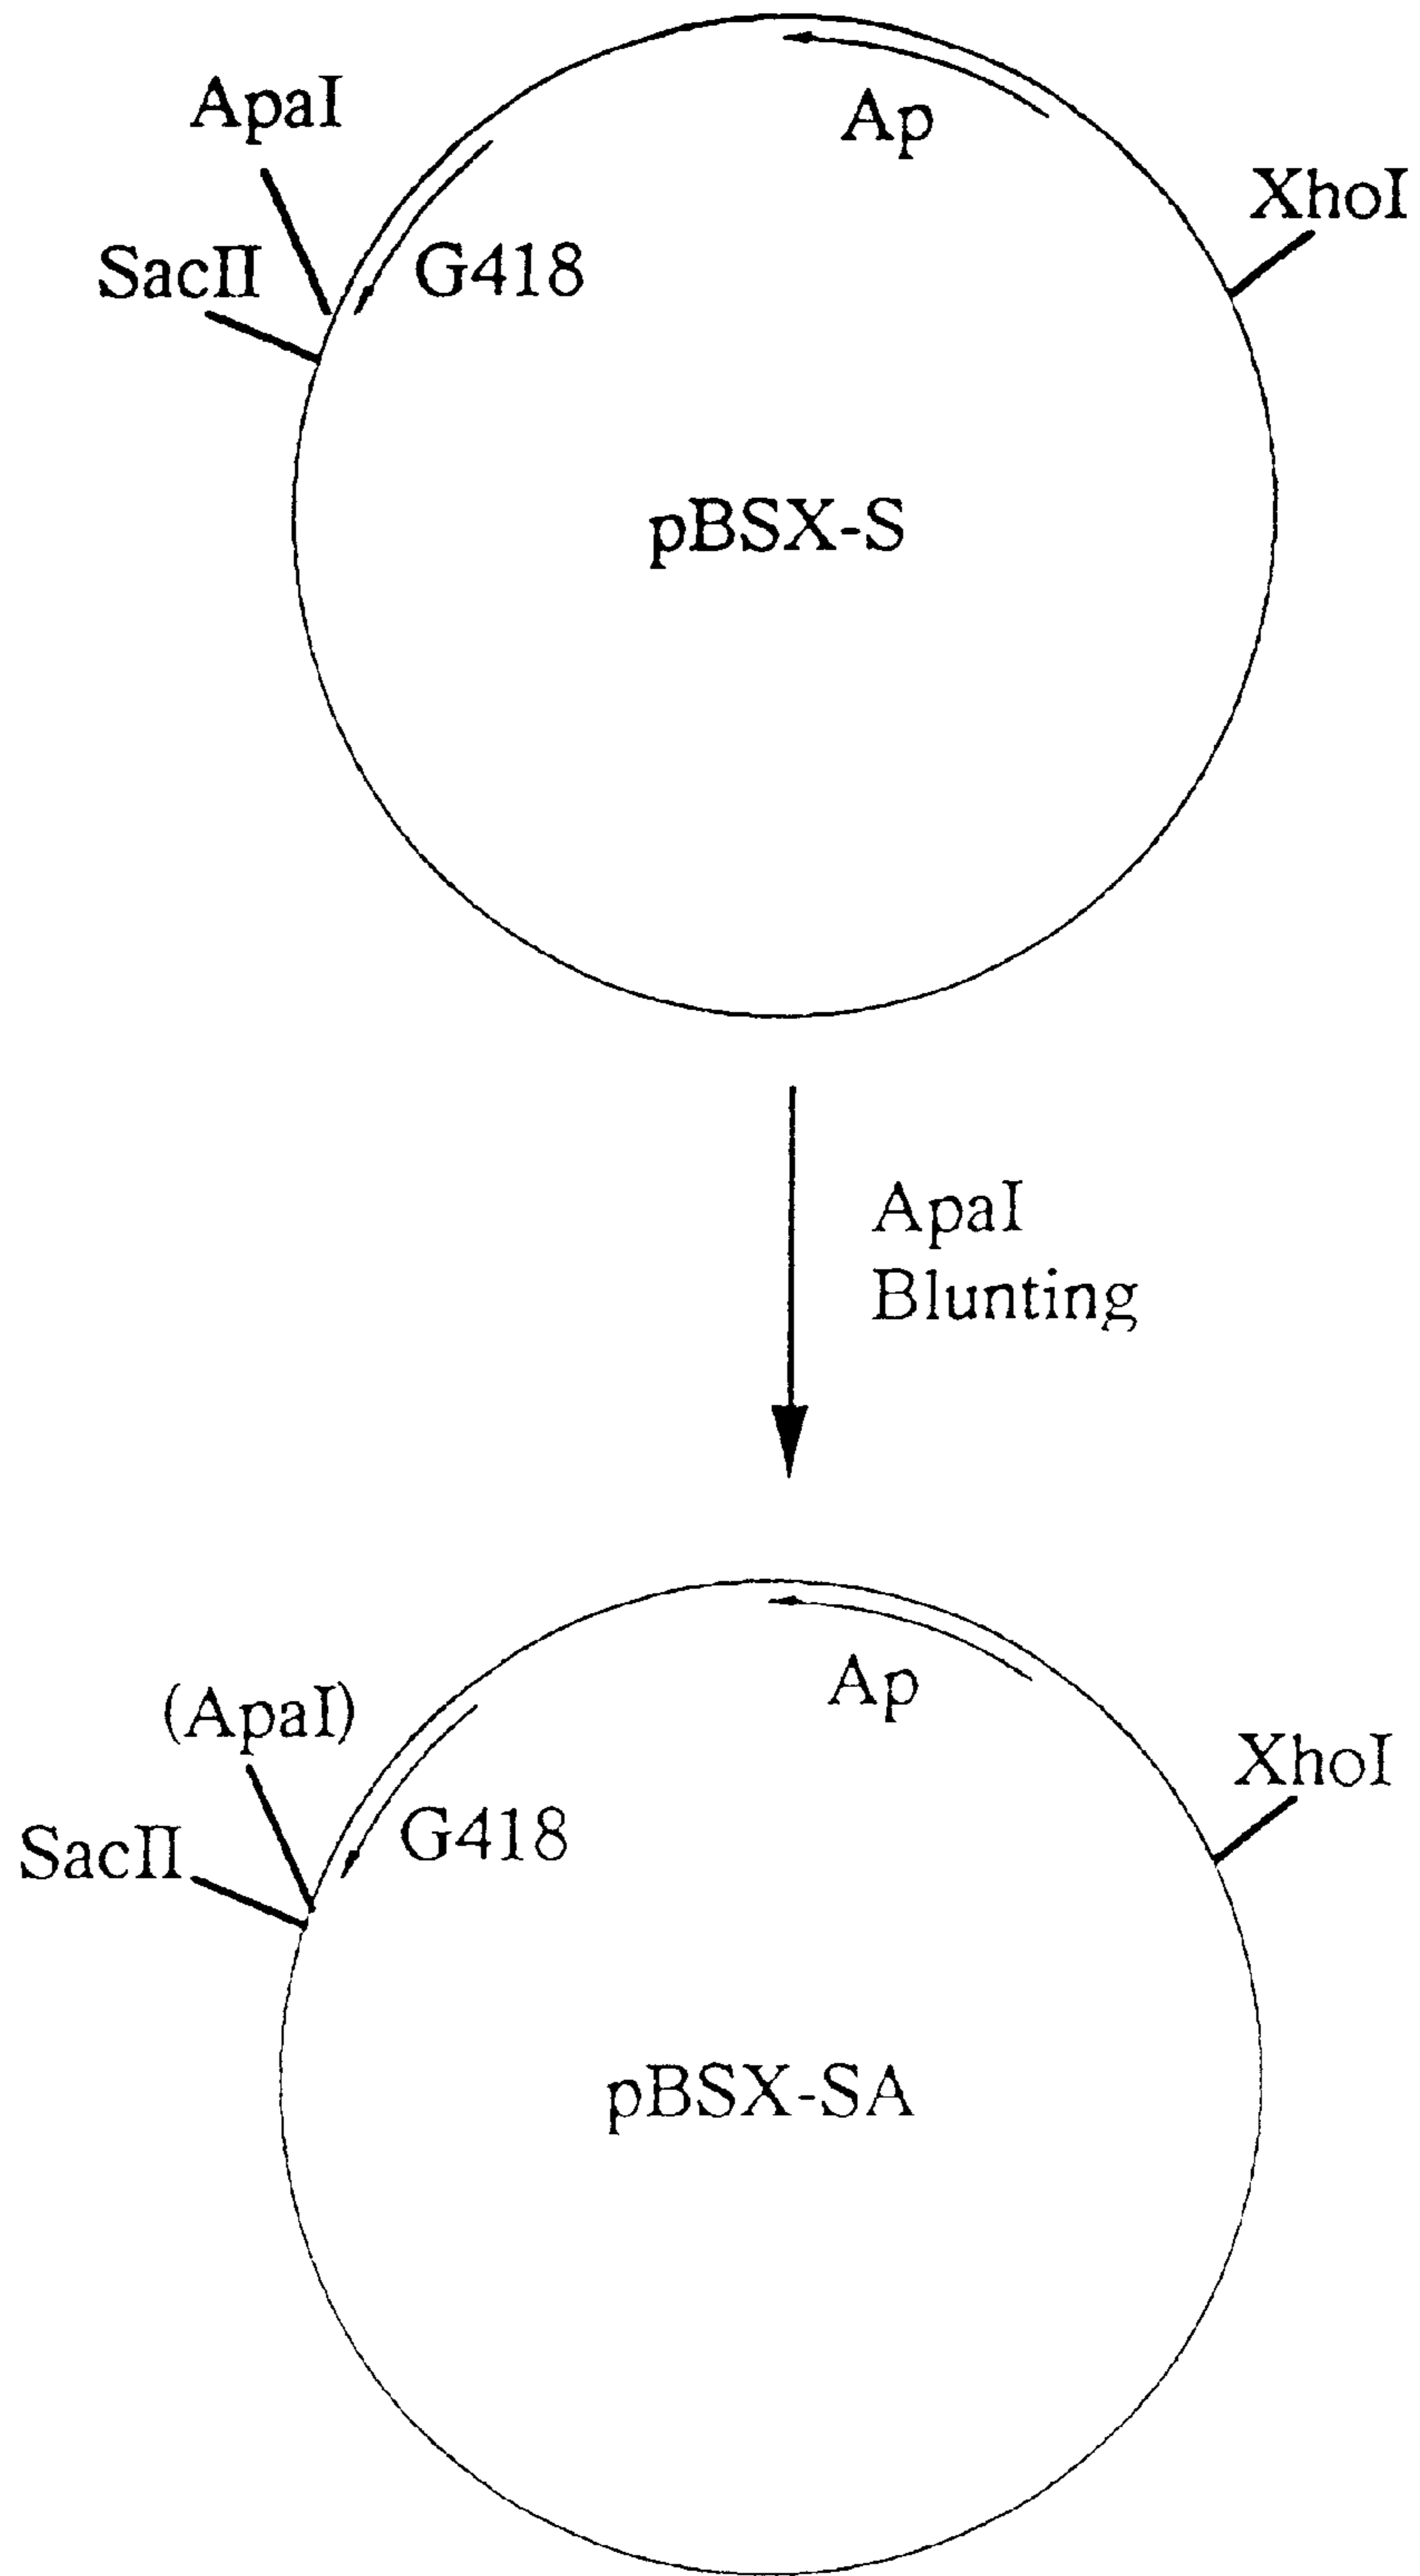 ApaI
Ap
XhoI
SacII
G418
pBSX-S
ApaI
Blunting
Ap
(ApaI)
XhoI
G418
SacII
pBSX-SA